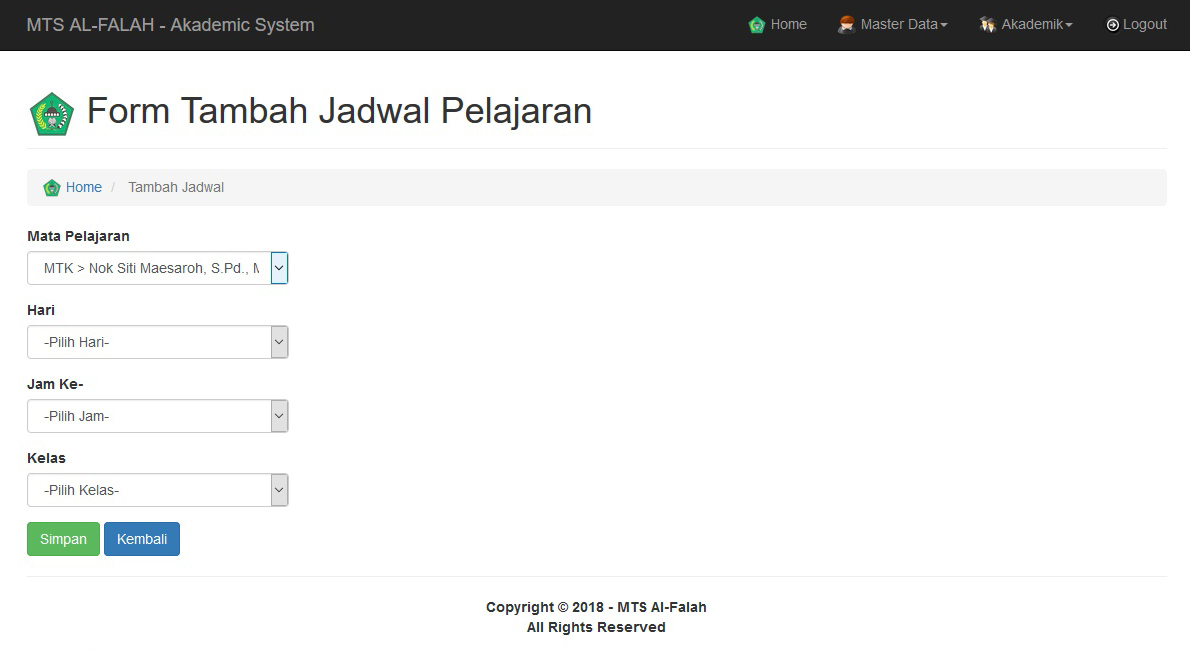 MTS AL-FALAH - Akademic System
Home
Master Data
Akademik
Logout
Form Tambah Jadwal Pelajaran
Home / Tambah Jadwal
Mata Pelajaran
MTK > Nok Siti Maesaroh, S.Pd.,
Hari
-Pilih Hari-
Jam Ke-
-Pilih Jam-
Kelas
-Pilih Kelas-
Simpan
Kembali
Copyright © 2018 - MTS Al-Falah
All Rights Reserved